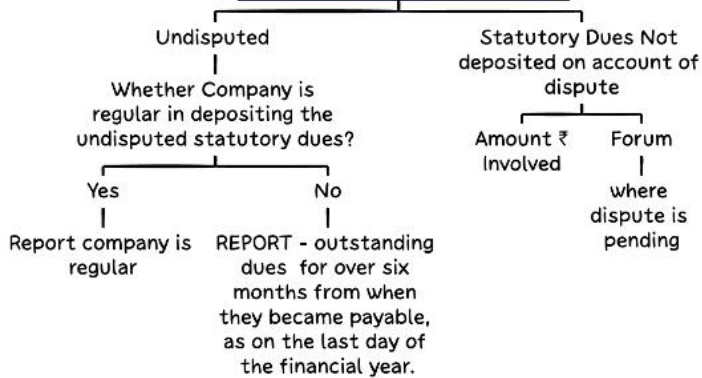 Undisputed
Whether Company is
regular in depositing the
undisputed statutory dues?
Yes
Report company is
regular
No
REPORT - outstanding
dues for over six
months from when
they became payable,
as on the last day of
the financial year.
Statutory Dues Not
deposited on account of
dispute
Amount ₹
Involved
Forum
where
dispute is
pending